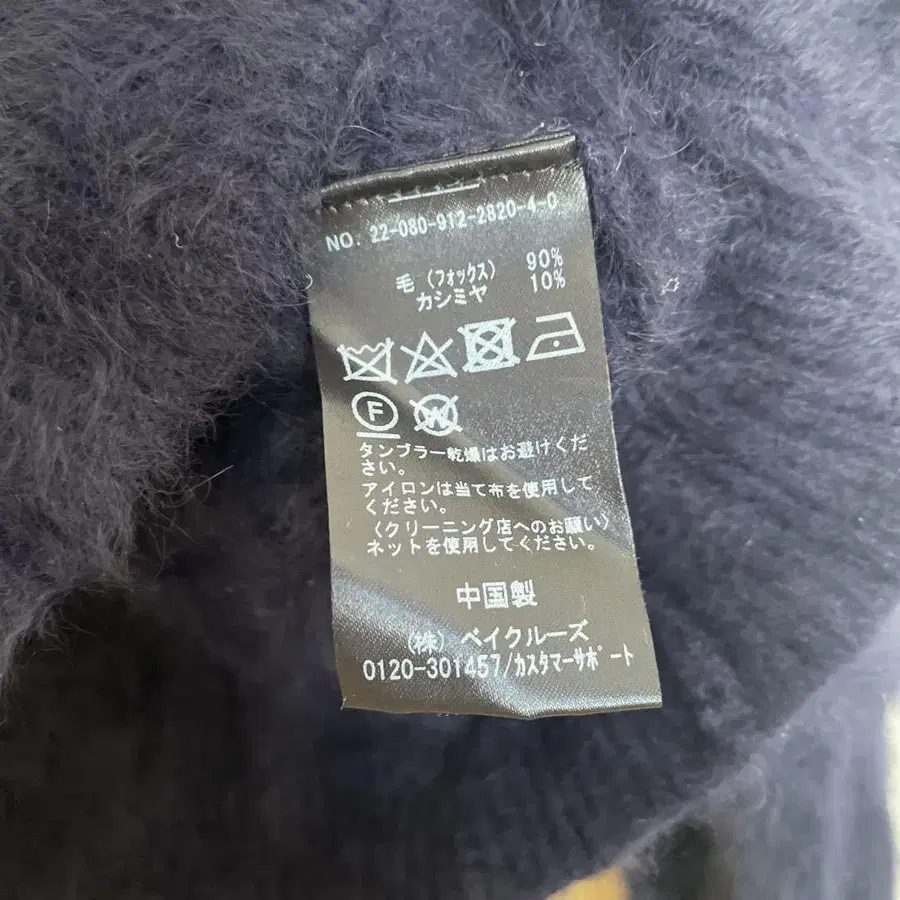 NO. 22-080-912-2820-4-0
毛 (フォックス) 90%
カシミヤ 10%
F
W
タンブラー乾燥はお避けくだ
さい。
アイロンは当て布を使用して
ください。
〈クリーニング店へのお願い〉
ネットを使用してください。
中国製
(株) ベイクルーズ
0120-301457/カスタマーサポート